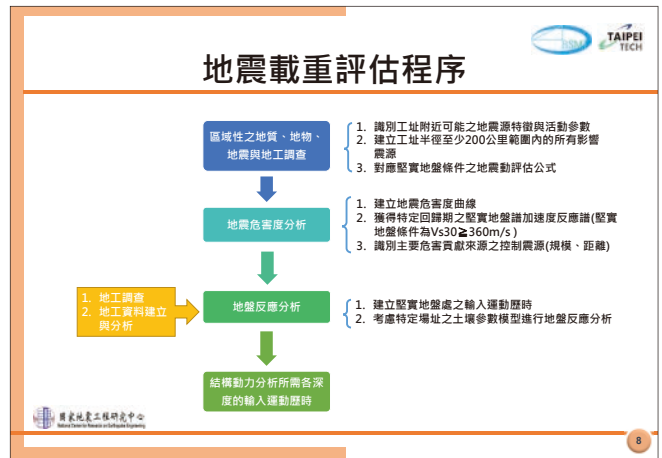 BSMI
TAIPEI
TECH
地震載重評估程序
區域性之地質、地物、
地震與地工調查
1. 識別工址附近可能之地震源特徵與活動參數
2. 建立工址半徑至少200公里範圍內的所有影響
震源
3. 對應堅實地盤條件之地震動評估公式
地震危害度分析
1. 建立地震危害度曲線
2. 獲得特定回歸期之堅實地盤譜加速度反應譜(堅實
地盤條件為Vs30≧360m/s )
3. 識別主要危害貢獻來源之控制震源(規模、距離)
1. 地工調查
2. 地工資料建立
與分析
地盤反應分析
1. 建立堅實地盤處之輸入運動歷時
2. 考慮特定場址之土壤參數模型進行地盤反應分析
結構動力分析所需各深
度的輸入運動歷時
國家地震工程研究中心
National Center for Research on Earthquake Engineering
8